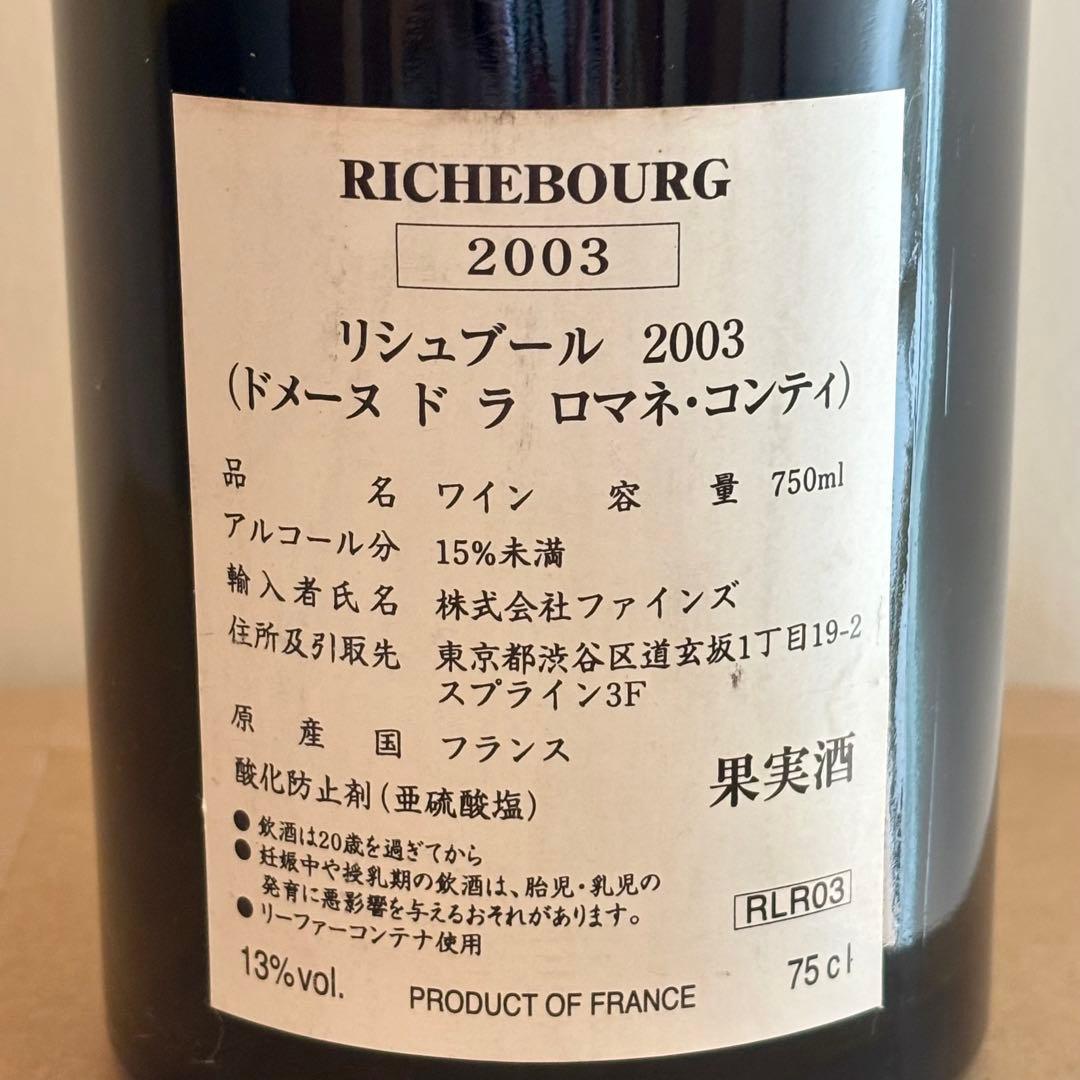 RICHEBOURG
2003
リシュブール 2003
(ドメーヌ ド ラ ロマネ・コンティ)
品名 ワイン 容量 750ml
アルコール分 15%未満
輸入者氏名 株式会社ファインズ
住所及引取先 東京都渋谷区道玄坂1丁目19-2
スプライン3F
原産国 フランス
果実酒
酸化防止剤(亜硫酸塩)
●飲酒は20歳を過ぎてから
●妊娠中や授乳期の飲酒は、胎児・乳児の
発育に悪影響を与えるおそれがあります。
●リーファーコンテナ使用
RLR03
13%vol. PRODUCT OF FRANCE 75cl